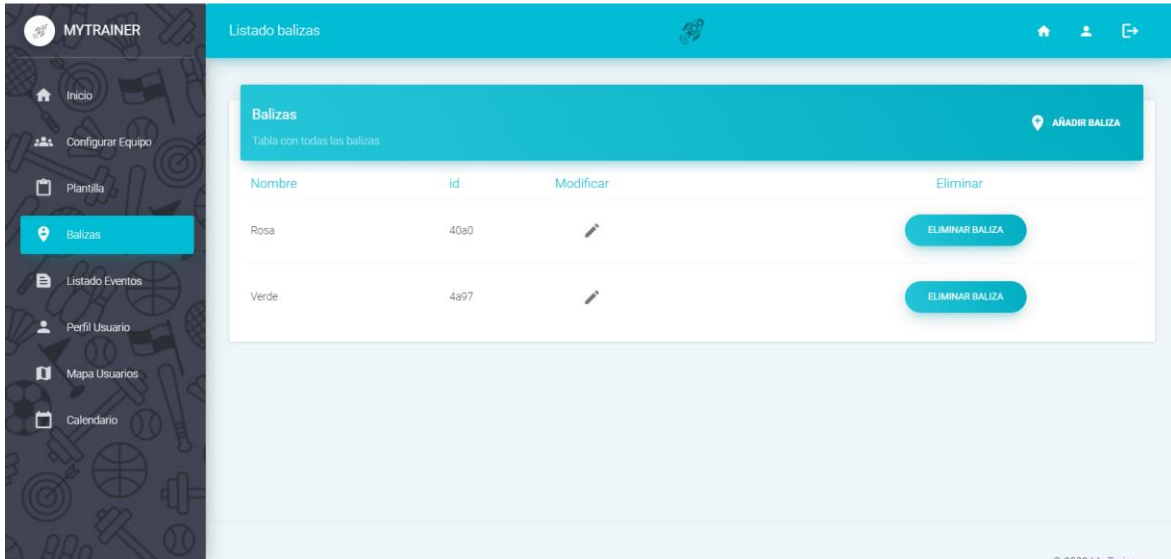 MYTRAINER
Listado balizas
Inicio
Configurar Equipo
Plantilla
Balizas
Listado Eventos
Perfil Usuario
Mapa Usuarios
Calendario
Balizas
Tabla con todas las balizas
AÑADIR BALIZA
Nombre id Modificar Eliminar
Rosa 40a0 ELIMINAR BALIZA
Verde 4a97 ELIMINAR BALIZA